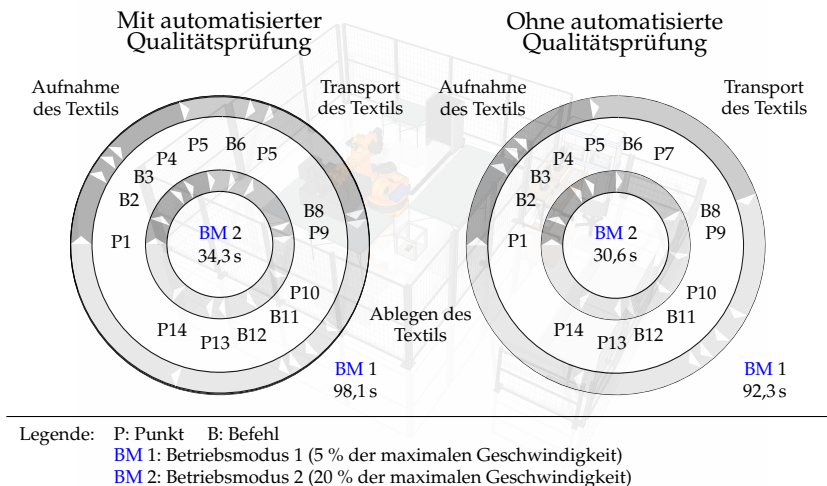 Mit automatisierter
Qualitätsprüfung
Aufnahme
des Textils
Transport
des Textils
P1
B2
B3
P4
P5
B6
P5
B8
P9
P10
B11
B12
P13
P14
BM 2
34,3 s
BM 1
98,1 s
Ablegen des
Textils
Ohne automatisierte
Qualitätsprüfung
Aufnahme
des Textils
Transport
des Textils
P1
B2
B3
P4
P5
B6
P7
B8
P9
P10
B11
B12
P13
P14
BM 2
30,6 s
BM 1
92,3 s
Legende: P: Punkt B: Befehl
BM 1: Betriebsmodus 1 (5 % der maximalen Geschwindigkeit)
BM 2: Betriebsmodus 2 (20 % der maximalen Geschwindigkeit)